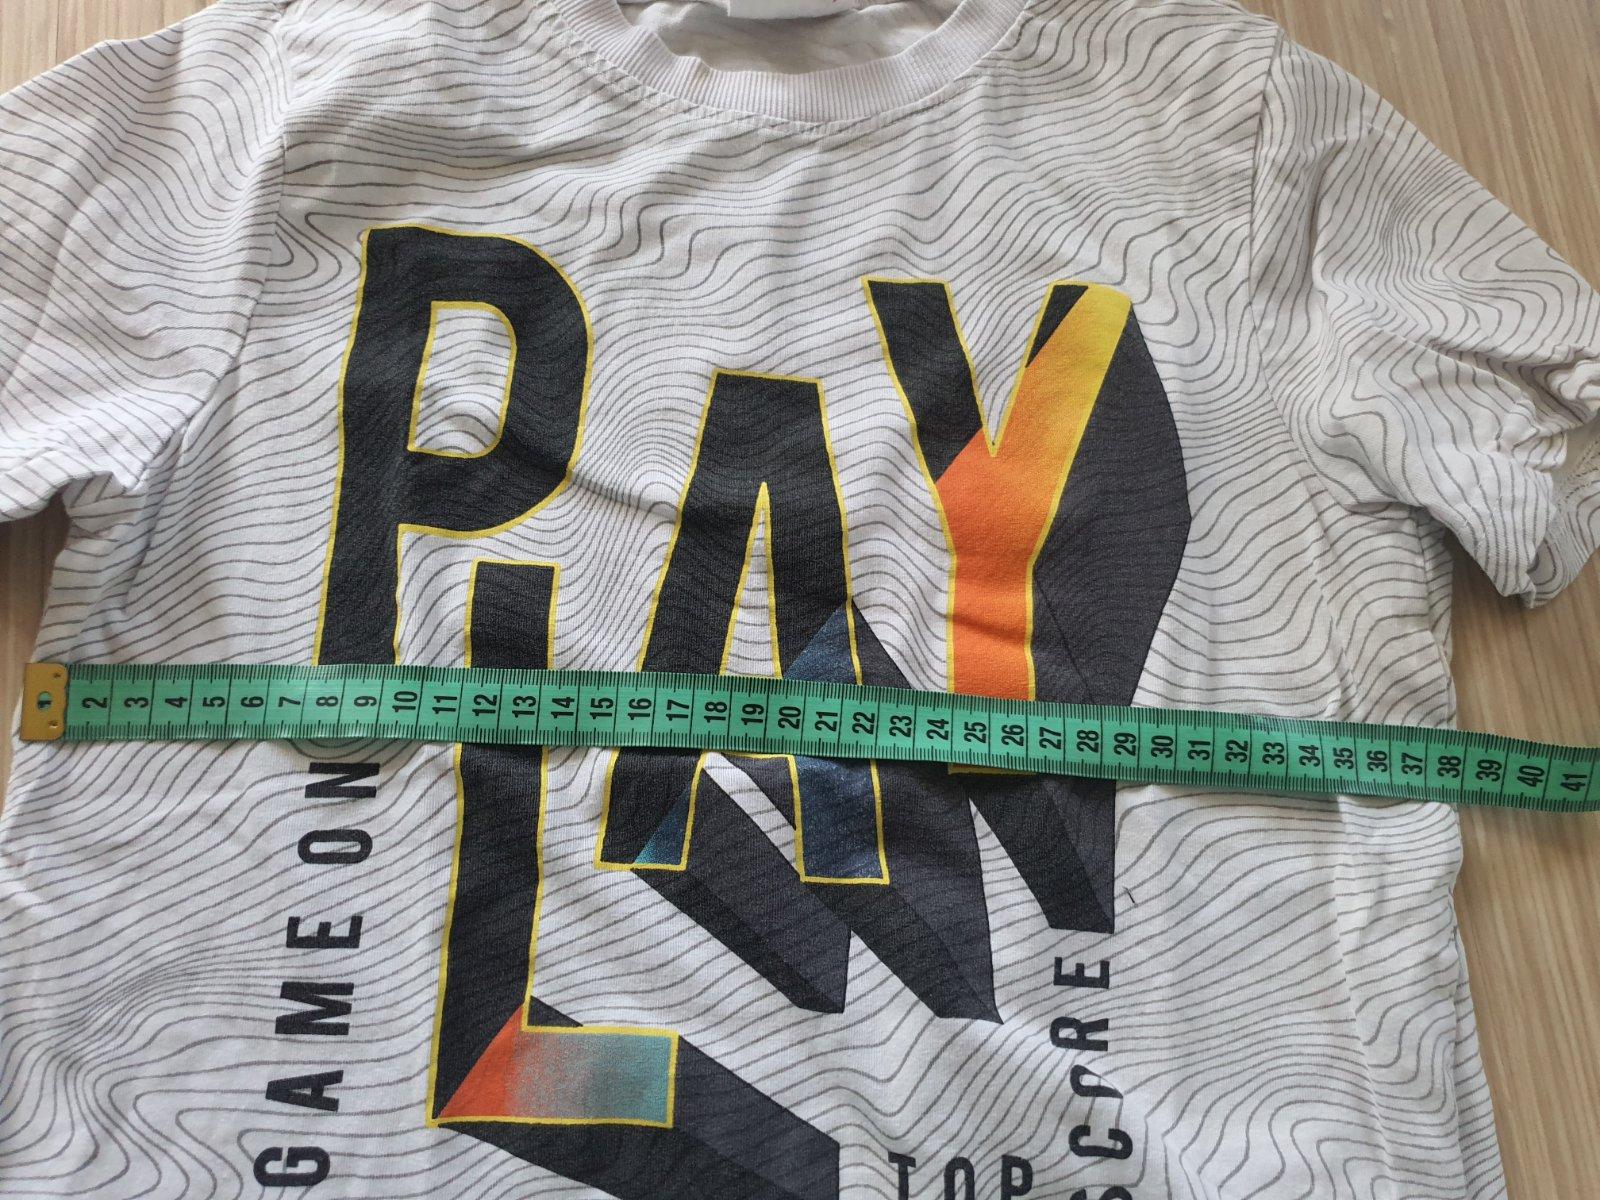 PLAY
1 2 3 4 5 6 7 8 9 10 11 12 13 14 15 16 17 18 19 20 21 22 23 24 25 26 27 28 29 30 31 32 33 34 35 36 37 38 39 40 41
GAME ON
TOP
SCORE